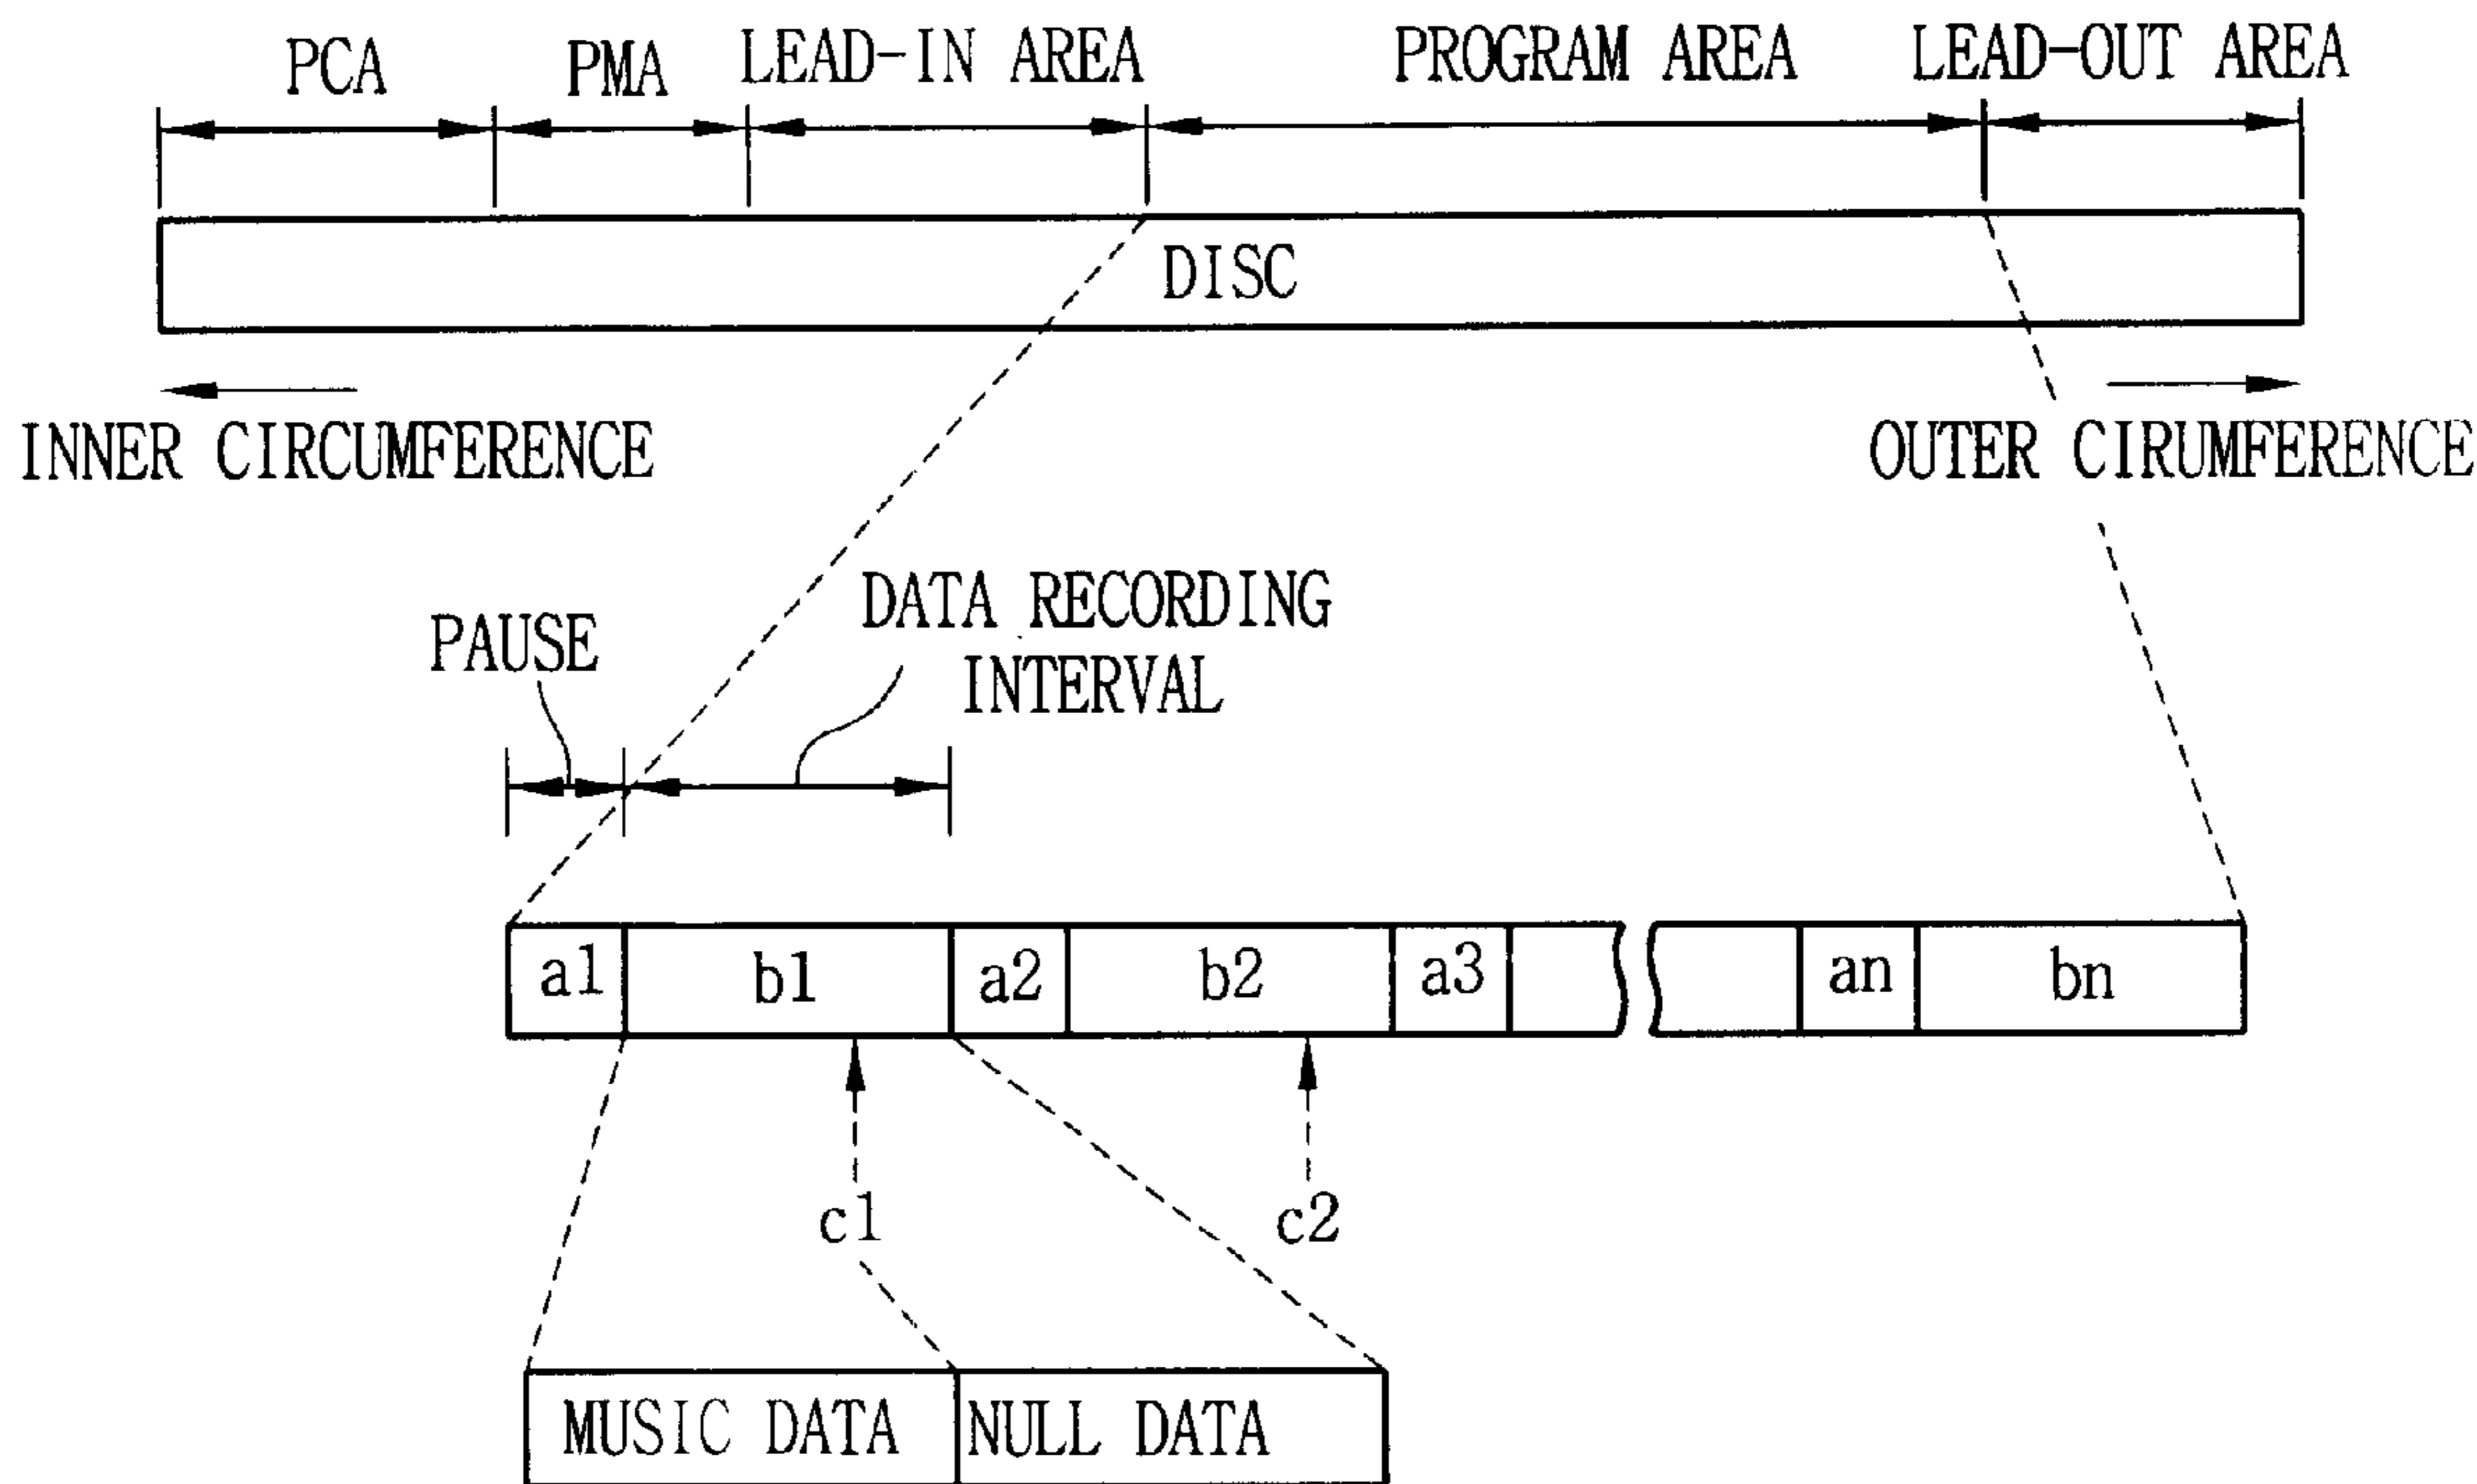 PCA PMA LEAD-IN AREA PROGRAM AREA LEAD-OUT AREA
DISC
INNER CIRCUMFERENCE OUTER CIRUMFERENCE
PAUSE
DATA RECORDING
INTERVAL
a1 b1 a2 b2 a3 an bn
c1 c2
MUSIC DATA NULL DATA